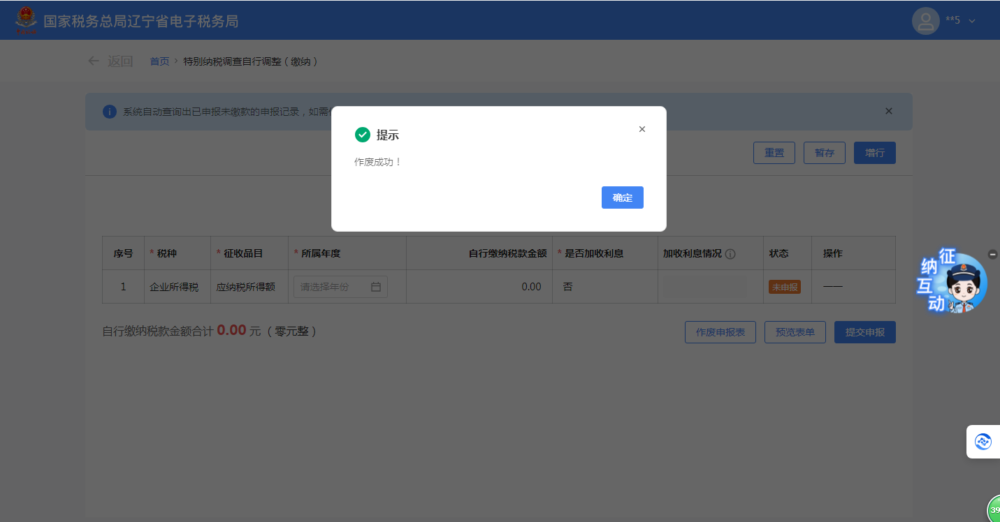 国家税务总局辽宁省电子税务局
**5
返回 首页 › 特别纳税调查自行调整（缴纳）
系统自动查询出已申报未缴款的申报记录，如需
提示
作废成功！
确定
重置 暂存 增行
序号 * 税种 * 征收品目 * 所属年度 自行缴纳税款金额 * 是否加收利息 加收利息情况 状态 操作
1 企业所得税 应纳税所得额 请选择年份 0.00 否 未申报 ——
自行缴纳税款金额合计 0.00 元（零元整）
作废申报表 预览表单 提交申报
征纳互动
39